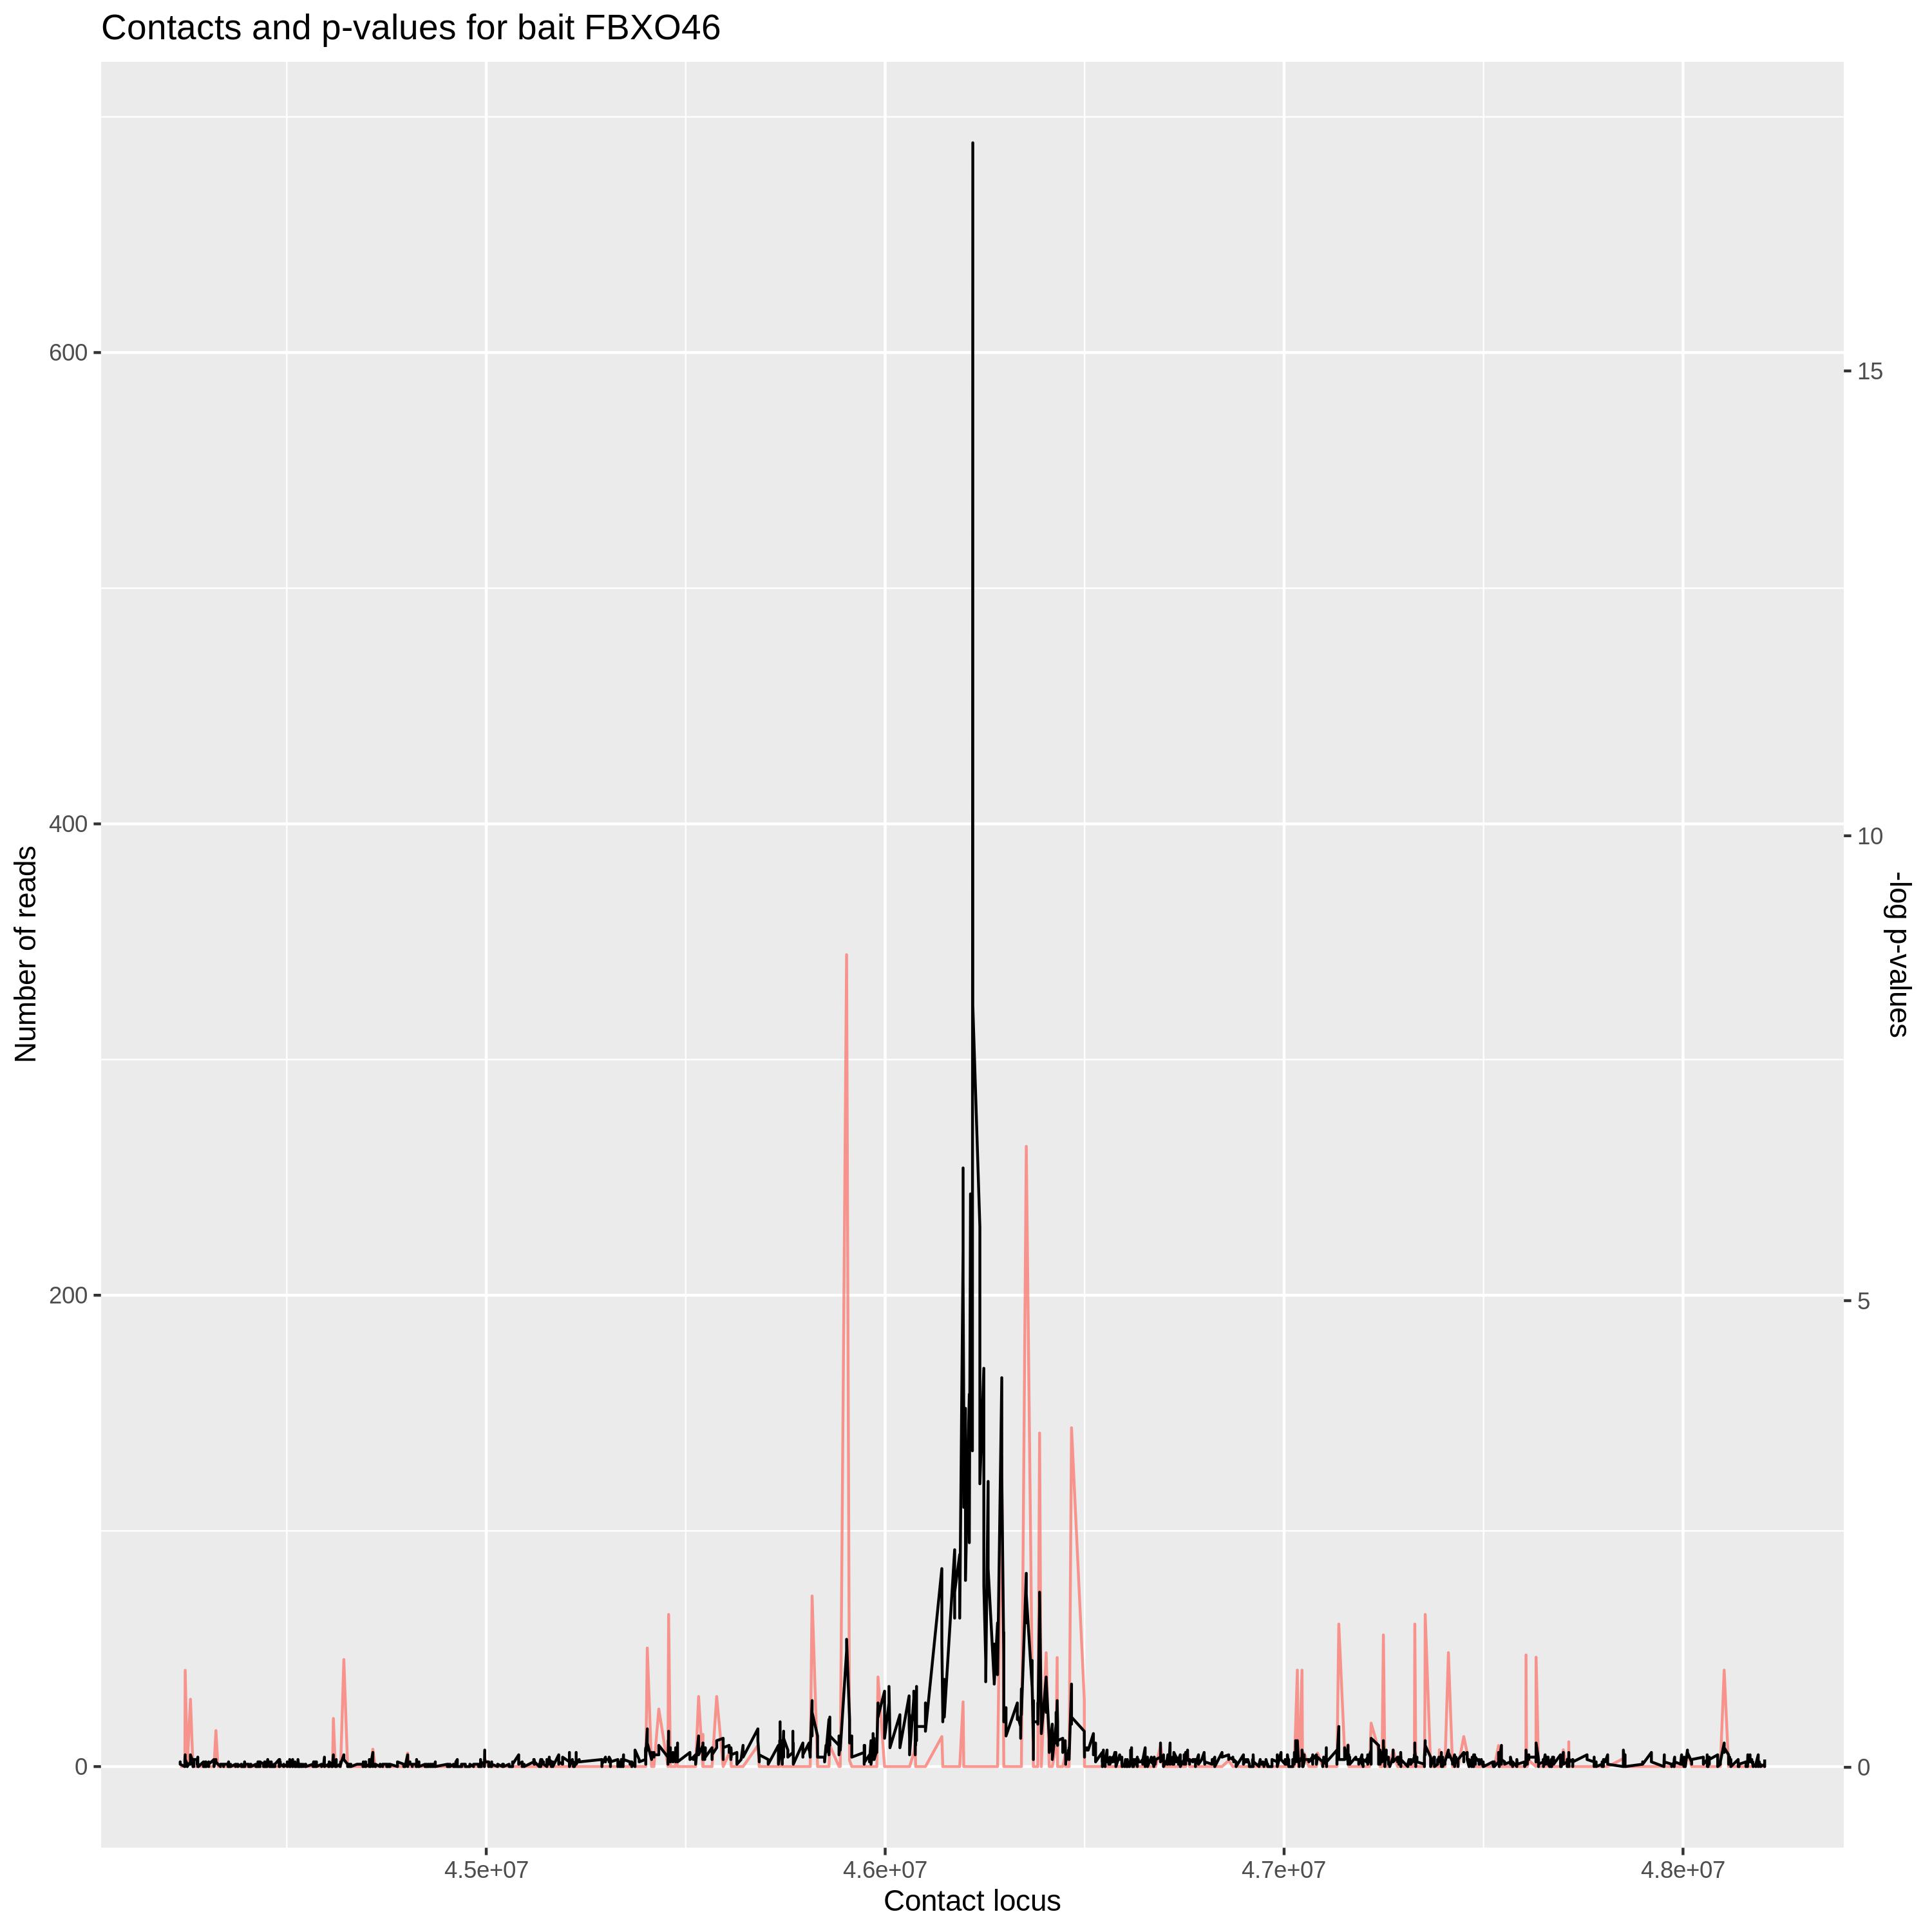 Contacts and p-values for bait FBXO46
600
400
200
0
Number of reads
15
10
5
0
-log p-values
4.5e+07
4.6e+07
4.7e+07
4.8e+07
Contact locus